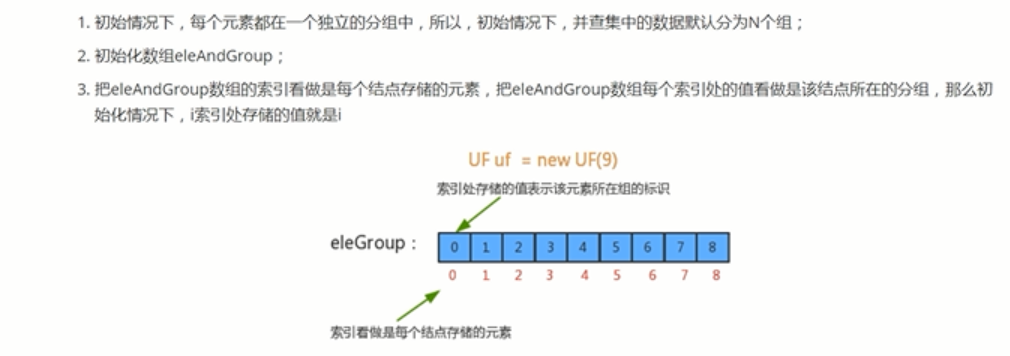 1. 初始情况下，每个元素都在一个独立的分组中，所以，初始情况下，并查集中的数据默认分为N个组；
2. 初始化数组eleAndGroup；
3. 把eleAndGroup数组的索引看做是每个结点存储的元素，把eleAndGroup数组每个索引处的值看做是该结点所在的分组，那么初
始化情况下，i索引处存储的值就是i
UF uf = new UF(9)
索引处存储的值表示该元素所在组的标识
eleGroup： 0 1 2 3 4 5 6 7 8
0 1 2 3 4 5 6 7 8
索引看做是每个结点存储的元素